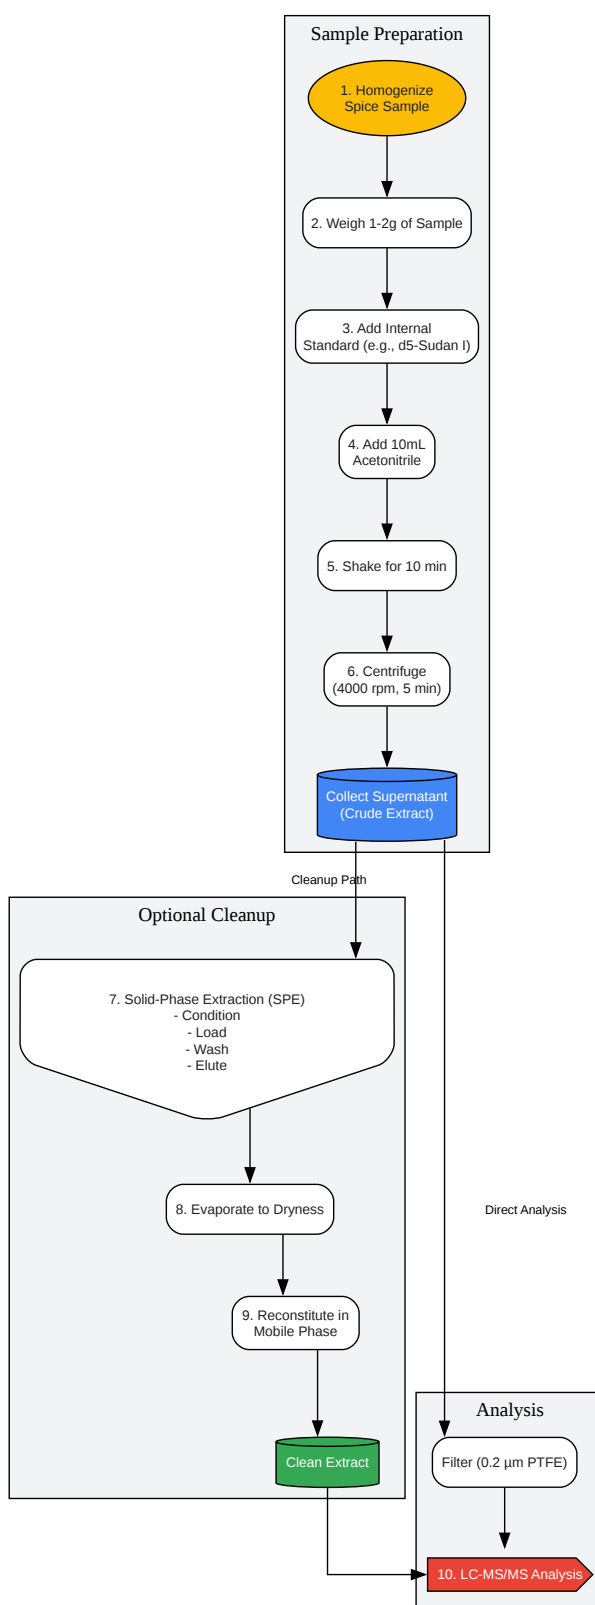 Sample Preparation
1. Homogenize
Spice Sample
2. Weigh 1-2g of Sample
3. Add Internal
Standard (e.g., d5-Sudan I)
4. Add 10mL
Acetonitrile
5. Shake for 10 min
6. Centrifuge
(4000 rpm, 5 min)
Collect Supernatant
(Crude Extract)
Cleanup Path
Optional Cleanup
7. Solid-Phase Extraction (SPE)
- Condition
- Load
- Wash
- Elute
8. Evaporate to Dryness
Direct Analysis
9. Reconstitute in
Mobile Phase
Analysis
Clean Extract
Filter (0.2 µm PTFE)
10. LC-MS/MS Analysis